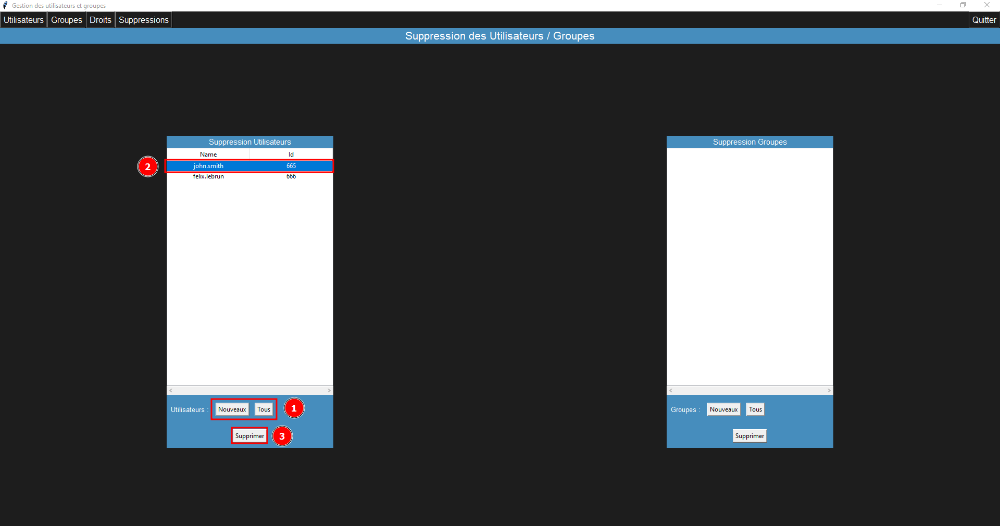 Gestion des utilisateurs et groupes
Utilisateurs Groupes Droits Suppressions Quitter
Suppression des Utilisateurs / Groupes
Suppression Utilisateurs
Name Id
2 john.smith 665
felix.lebrun 666
Utilisateurs : Nouveaux Tous 1
Supprimer 3
Suppression Groupes
Groupes : Nouveaux Tous
Supprimer